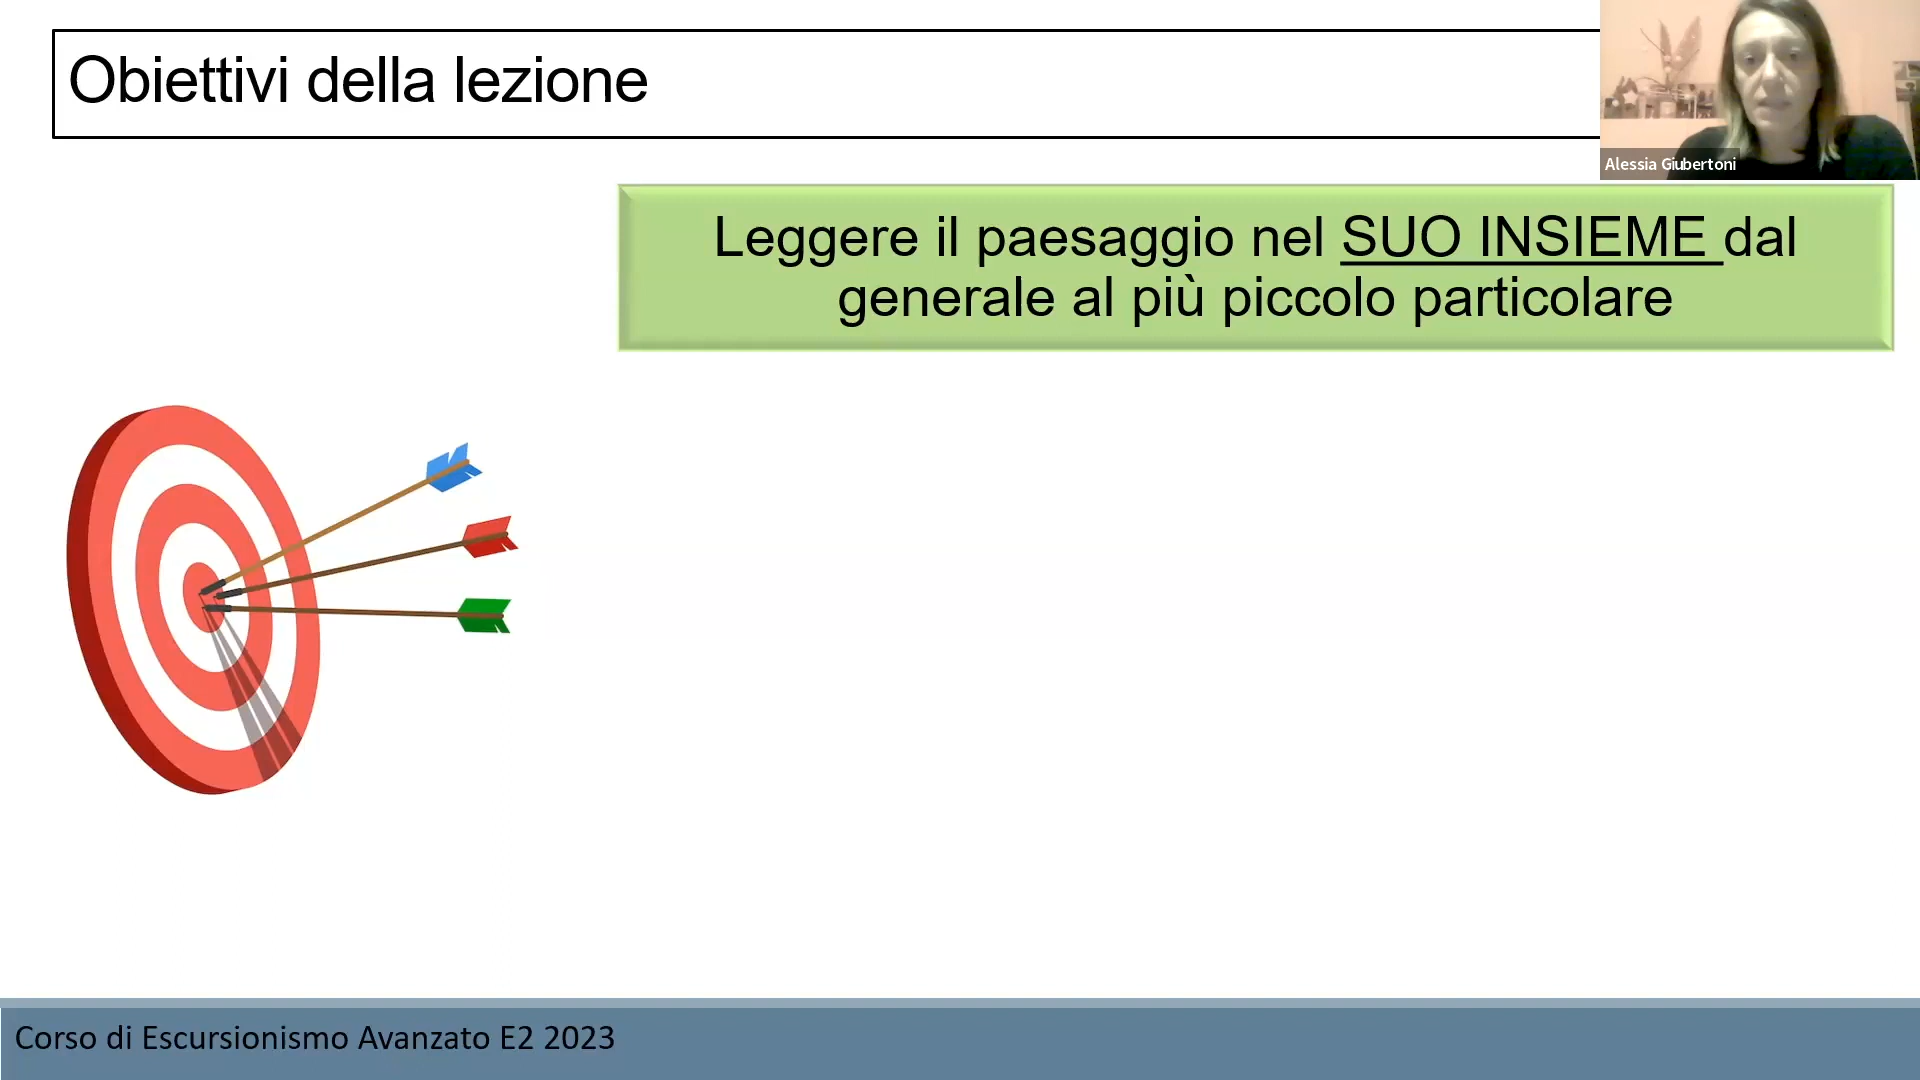 Obiettivi della lezione
Alessia Giubertoni
Leggere il paesaggio nel SUO INSIEME dal
generale al più piccolo particolare
Corso di Escursionismo Avanzato E2 2023